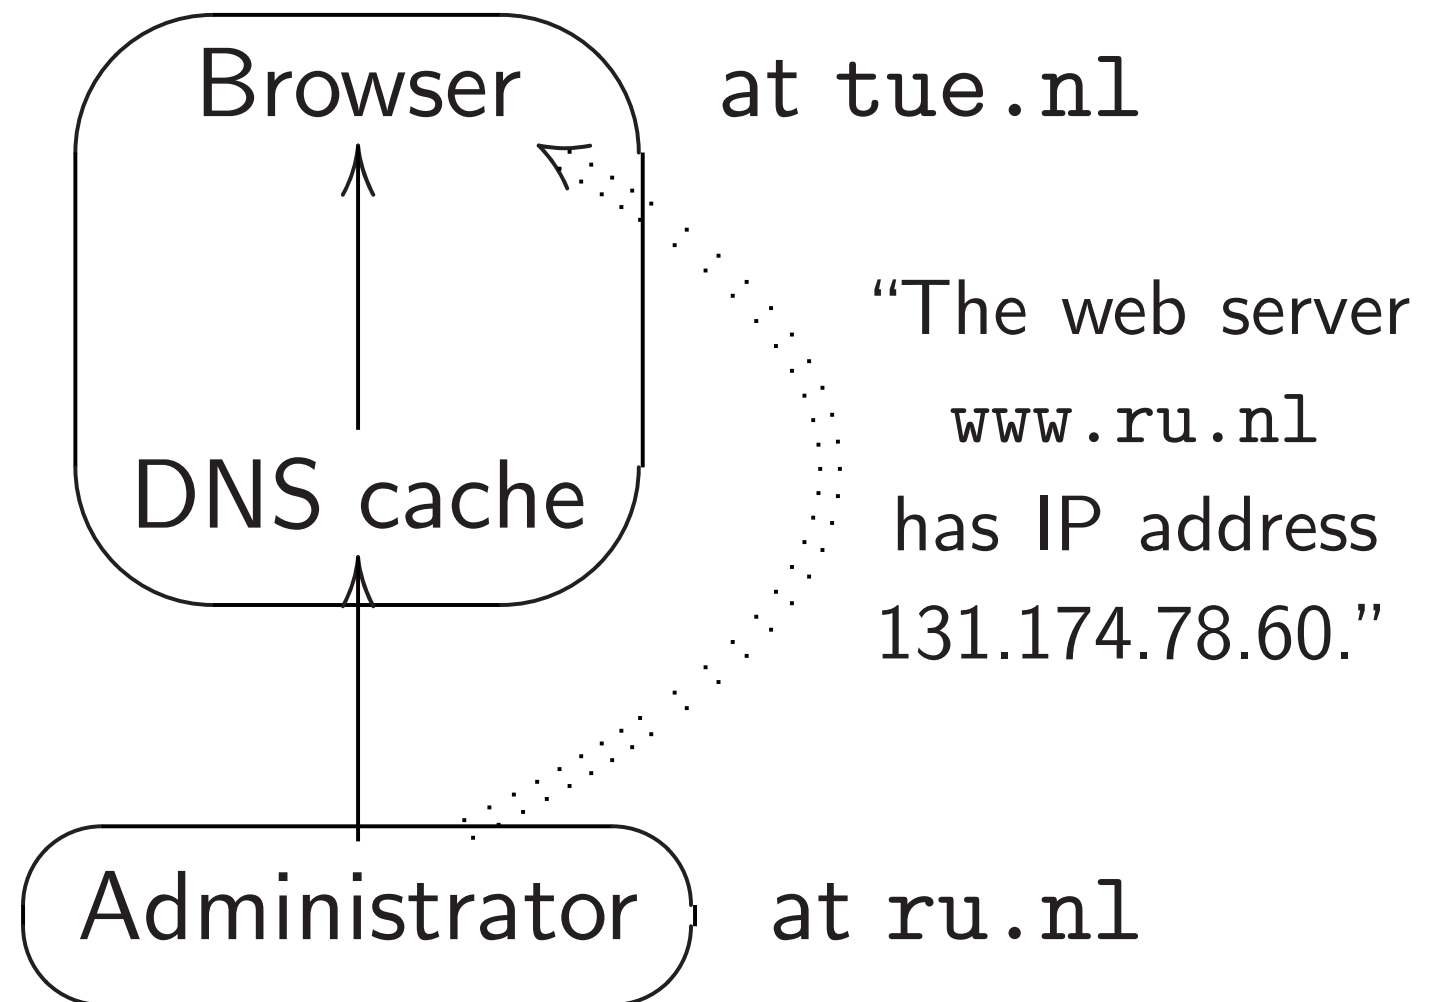 Browser
at tue.nl
“The web server
www.ru.nl
DNS cache
has IP address
131.174.78.60.”
Administrator
at ru.nl